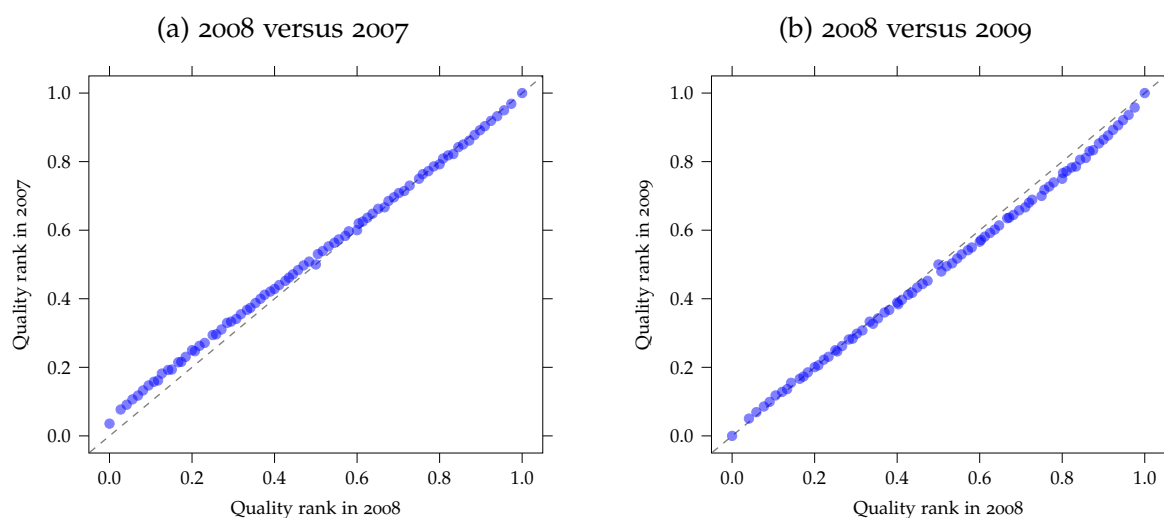 (a) 2008 versus 2007
1.0
0.8
0.6
0.4
0.2
0.0
Quality rank in 2007
0.0 0.2 0.4 0.6 0.8 1.0
Quality rank in 2008
(b) 2008 versus 2009
1.0
0.8
0.6
0.4
0.2
0.0
Quality rank in 2009
0.0 0.2 0.4 0.6 0.8 1.0
Quality rank in 2008